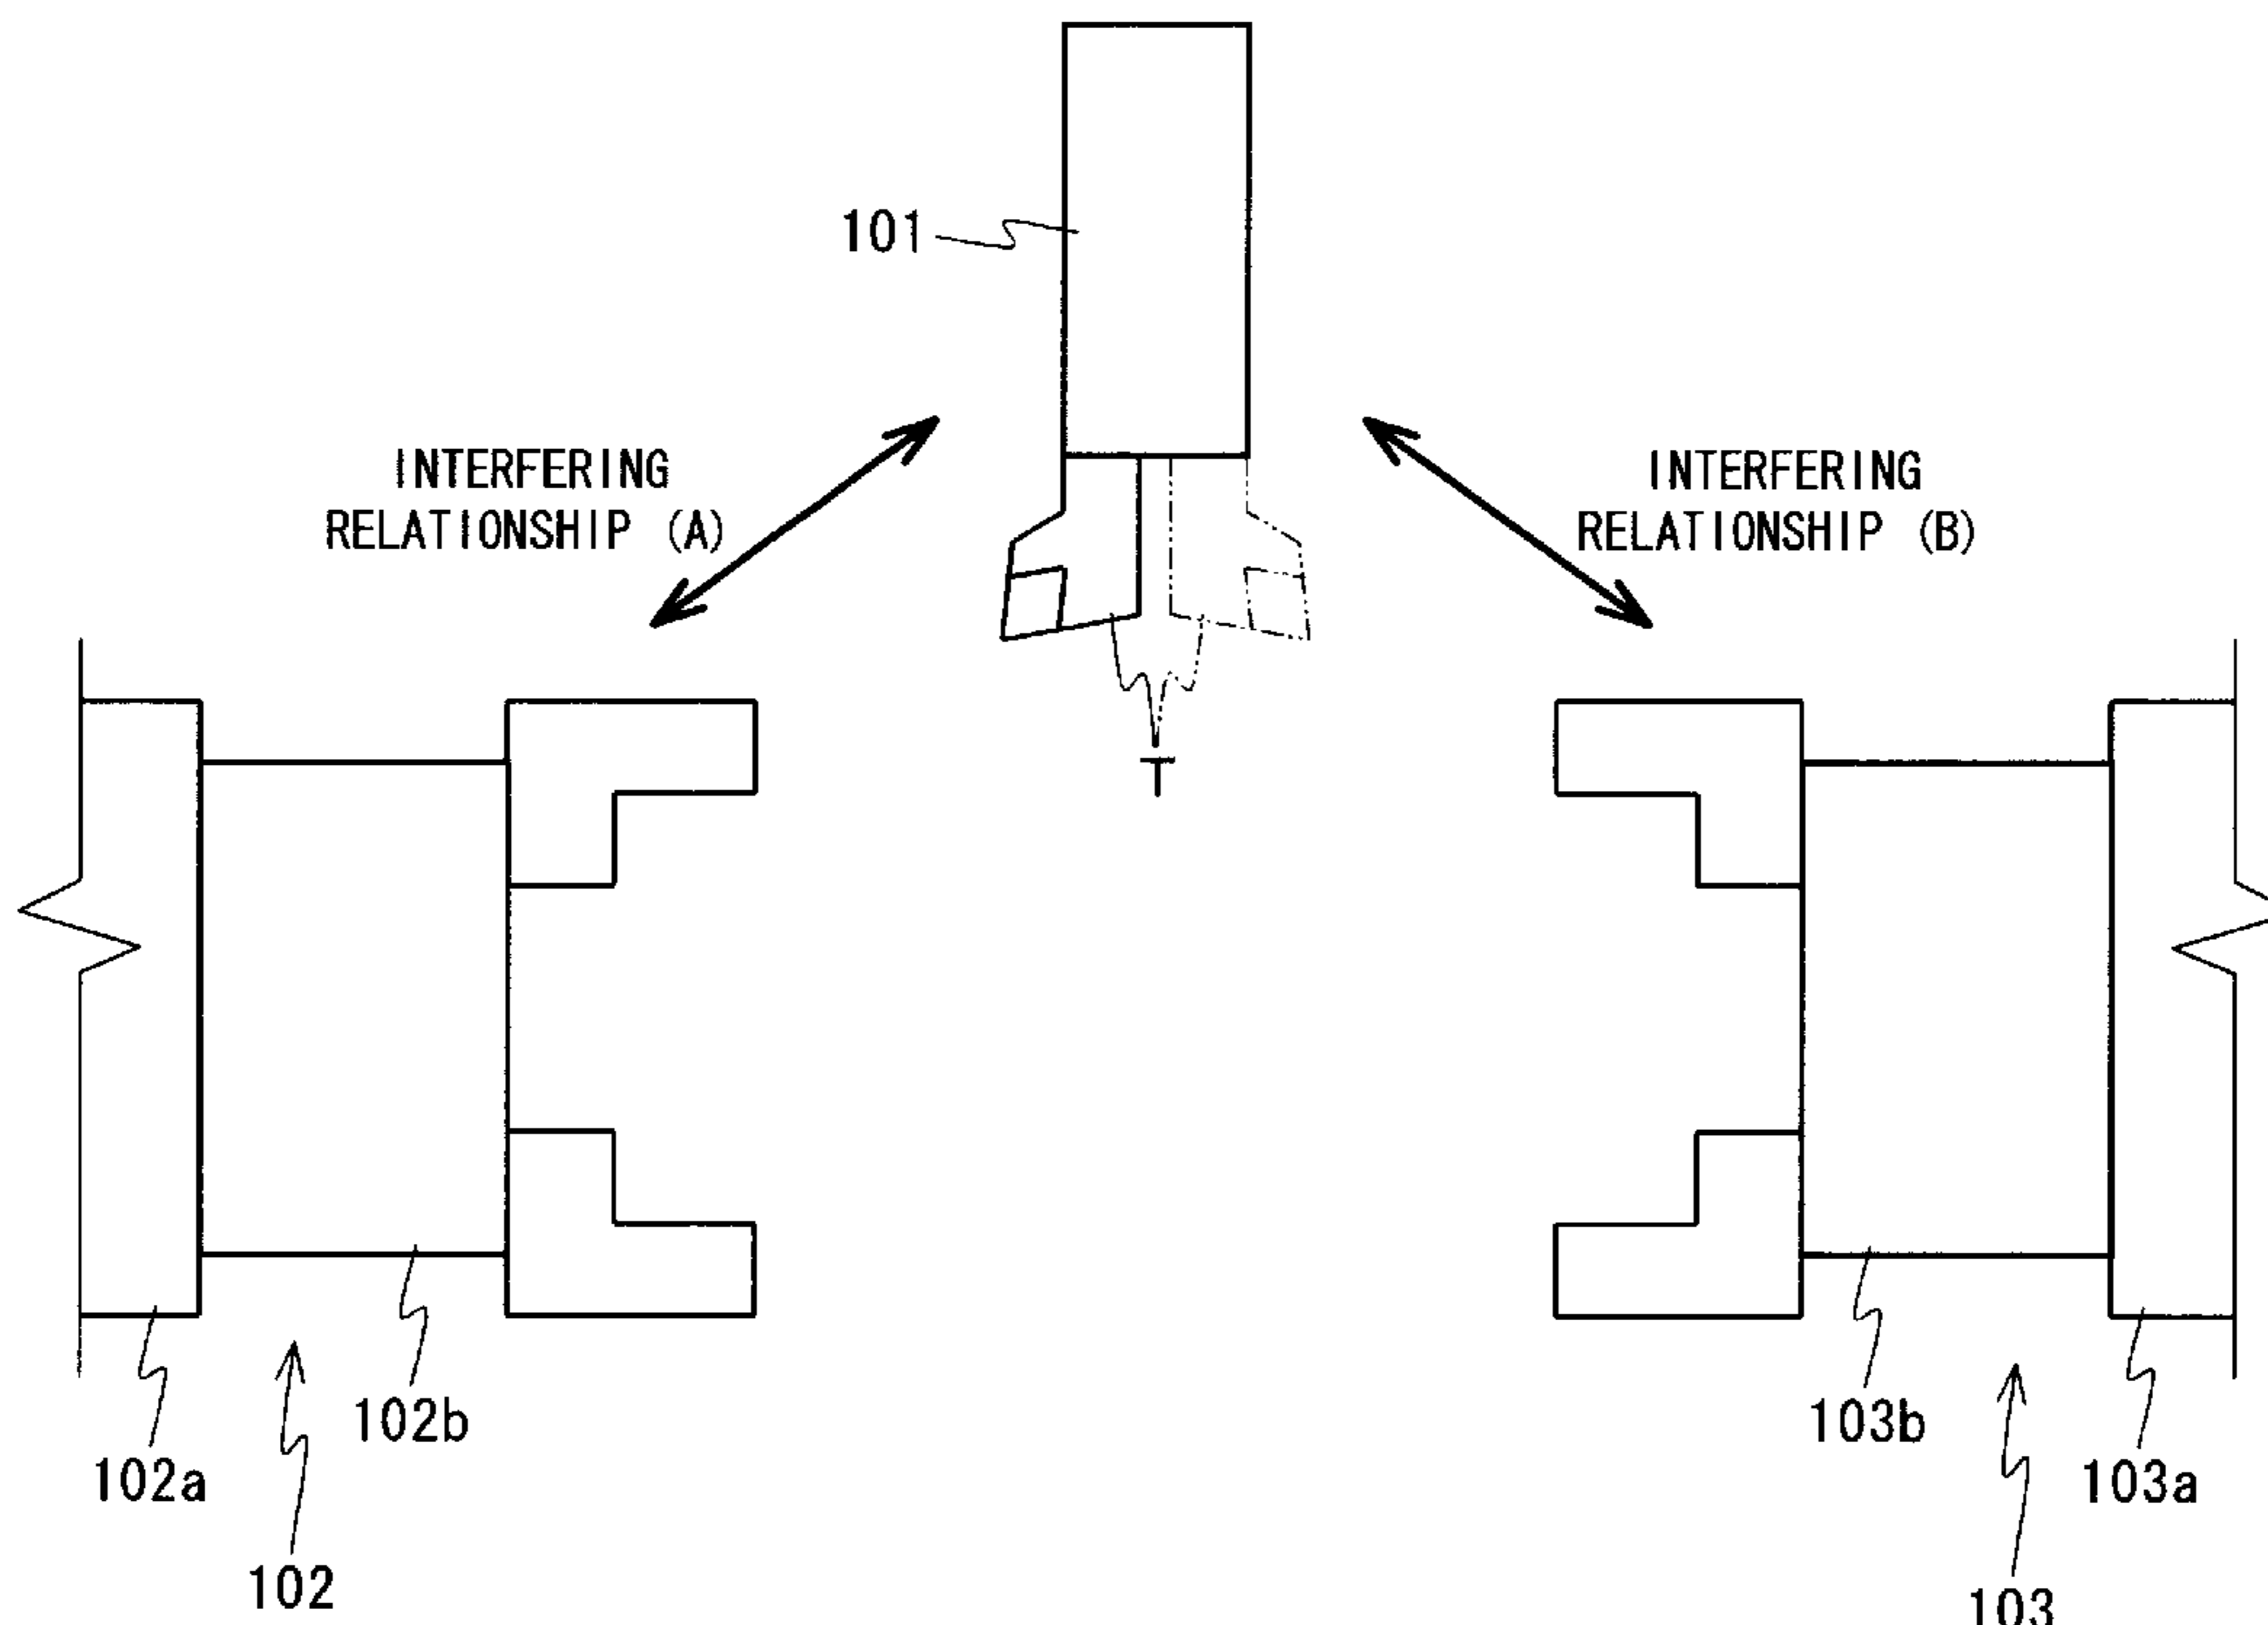 101
INTERFERING
RELATIONSHIP (A)
INTERFERING
RELATIONSHIP (B)
T
102b
103b
102a
103a
102
103